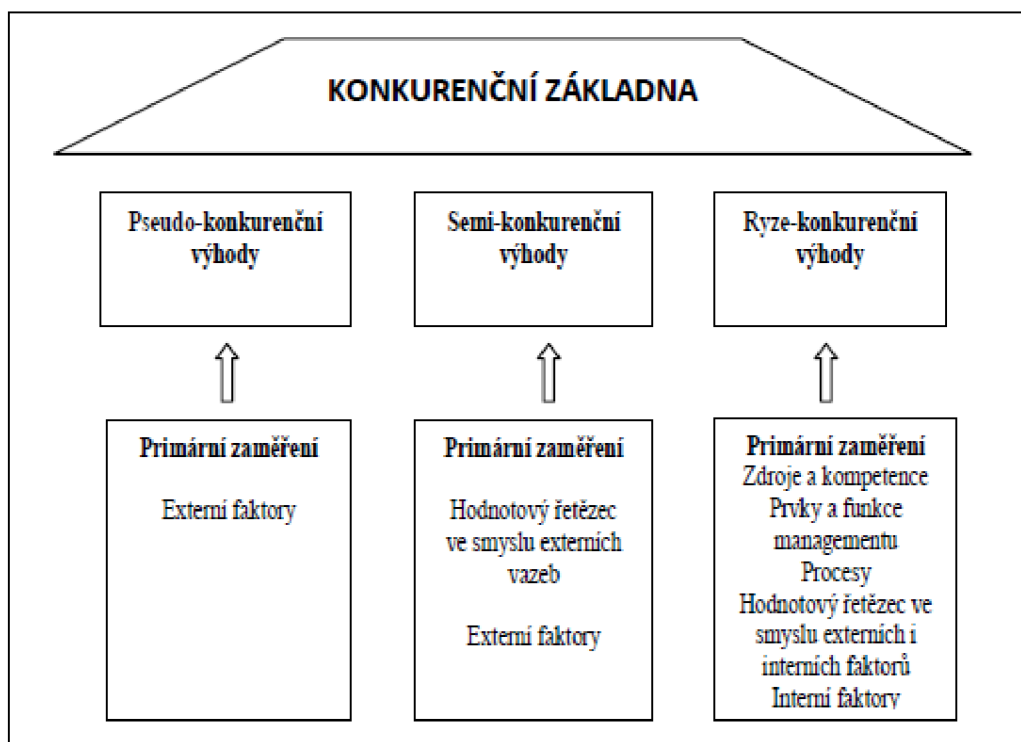 KONKURENČNÍ ZÁKLADNA
Pseudo-konkurenční
výhody
Semi-konkurenční
výhody
Ryze-konkurenční
výhody
Primární zaměření
Externí faktory
Primární zaměření
Hodnotový řetězec
ve smyslu externích
vazeb
Externí faktory
Primární zaměření
Zdroje a kompetence
Prvky a funkce
managementu
Procesy
Hodnotový řetězec ve
smyslu externích i
interních faktorů
Interní faktory